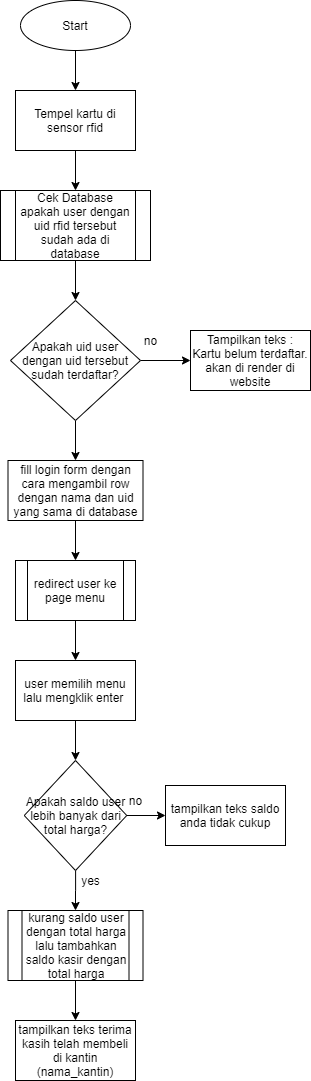 Start
Tempel kartu di
sensor rfid
Cek Database
apakah user dengan
uid rfid tersebut
sudah ada di
database
Apakah uid user
dengan uid tersebut
sudah terdaftar?
no
Tampilkan teks :
Kartu belum terdaftar.
akan di render di
website
fill login form dengan
cara mengambil row
dengan nama dan uid
yang sama di database
redirect user ke
page menu
user memilih menu
lalu mengklik enter
Apakah saldo user
lebih banyak dari
total harga?
no
tampilkan teks saldo
anda tidak cukup
yes
kurang saldo user
dengan total harga
lalu tambahkan
saldo kasir dengan
total harga
tampilkan teks terima
kasih telah membeli
di kantin
(nama_kantin)